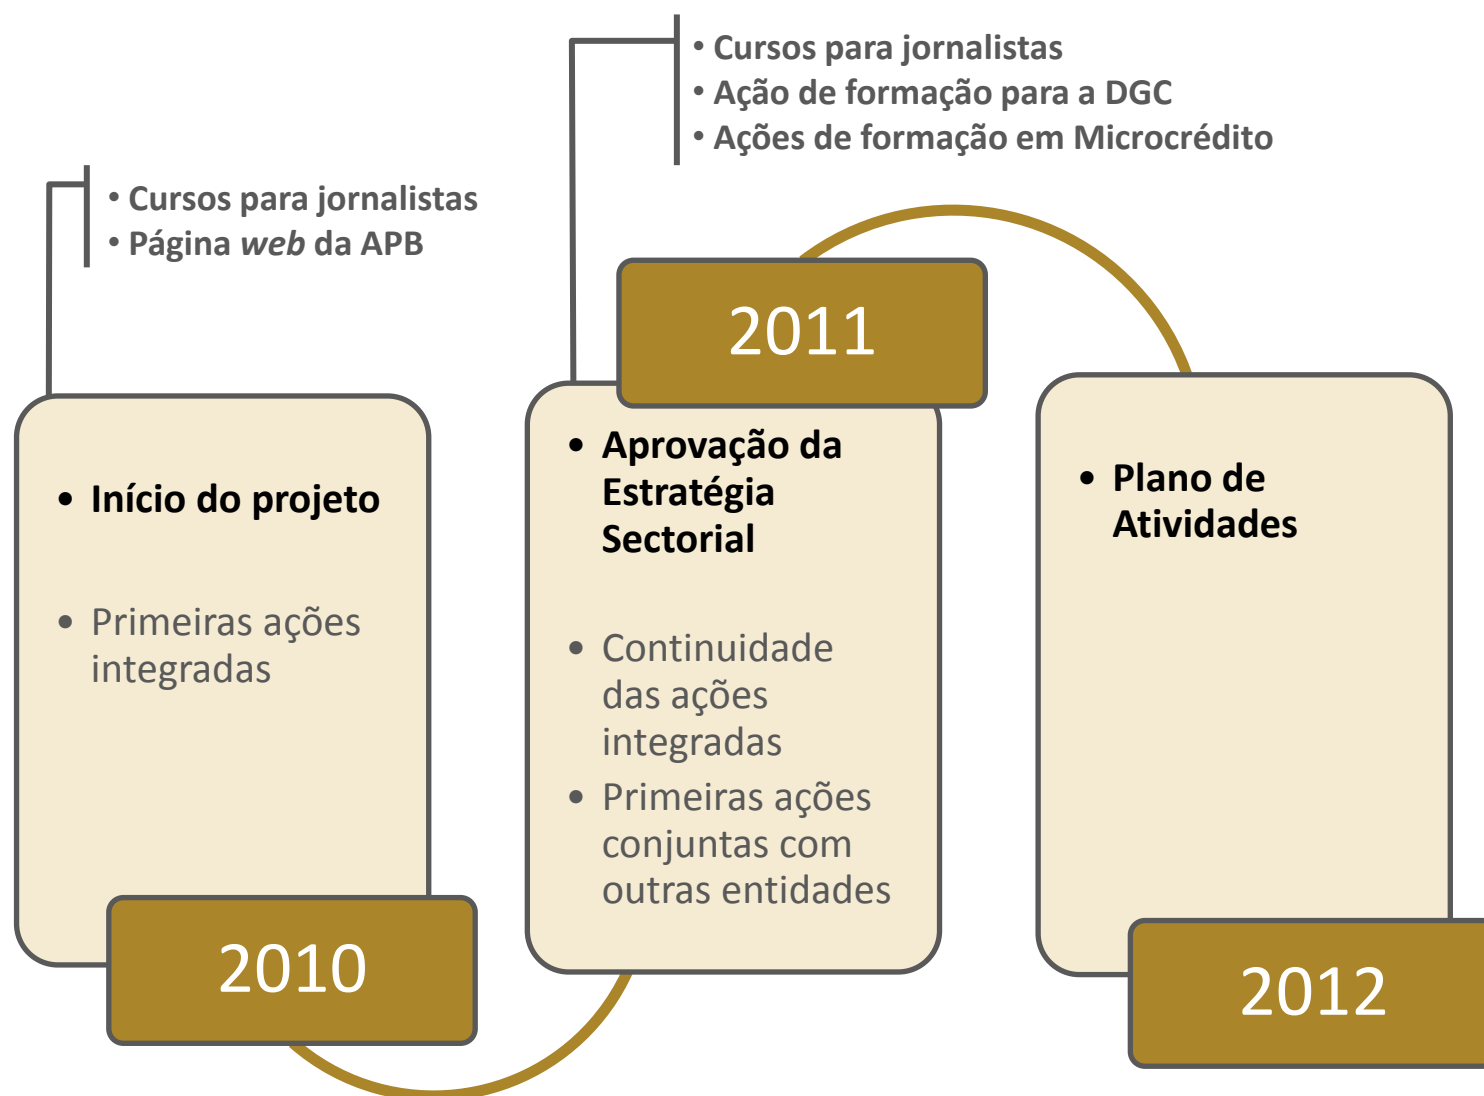 • Cursos para jornalistas
• Ação de formação para a DGC
• Ações de formação em Microcrédito
• Cursos para jornalistas
• Página web da APB
• Início do projeto
• Primeiras ações
integradas
2010
2011
• Aprovação da
Estratégia
Sectorial
• Continuidade
das ações
integradas
• Primeiras ações
conjuntas com
outras entidades
• Plano de
Atividades
2012